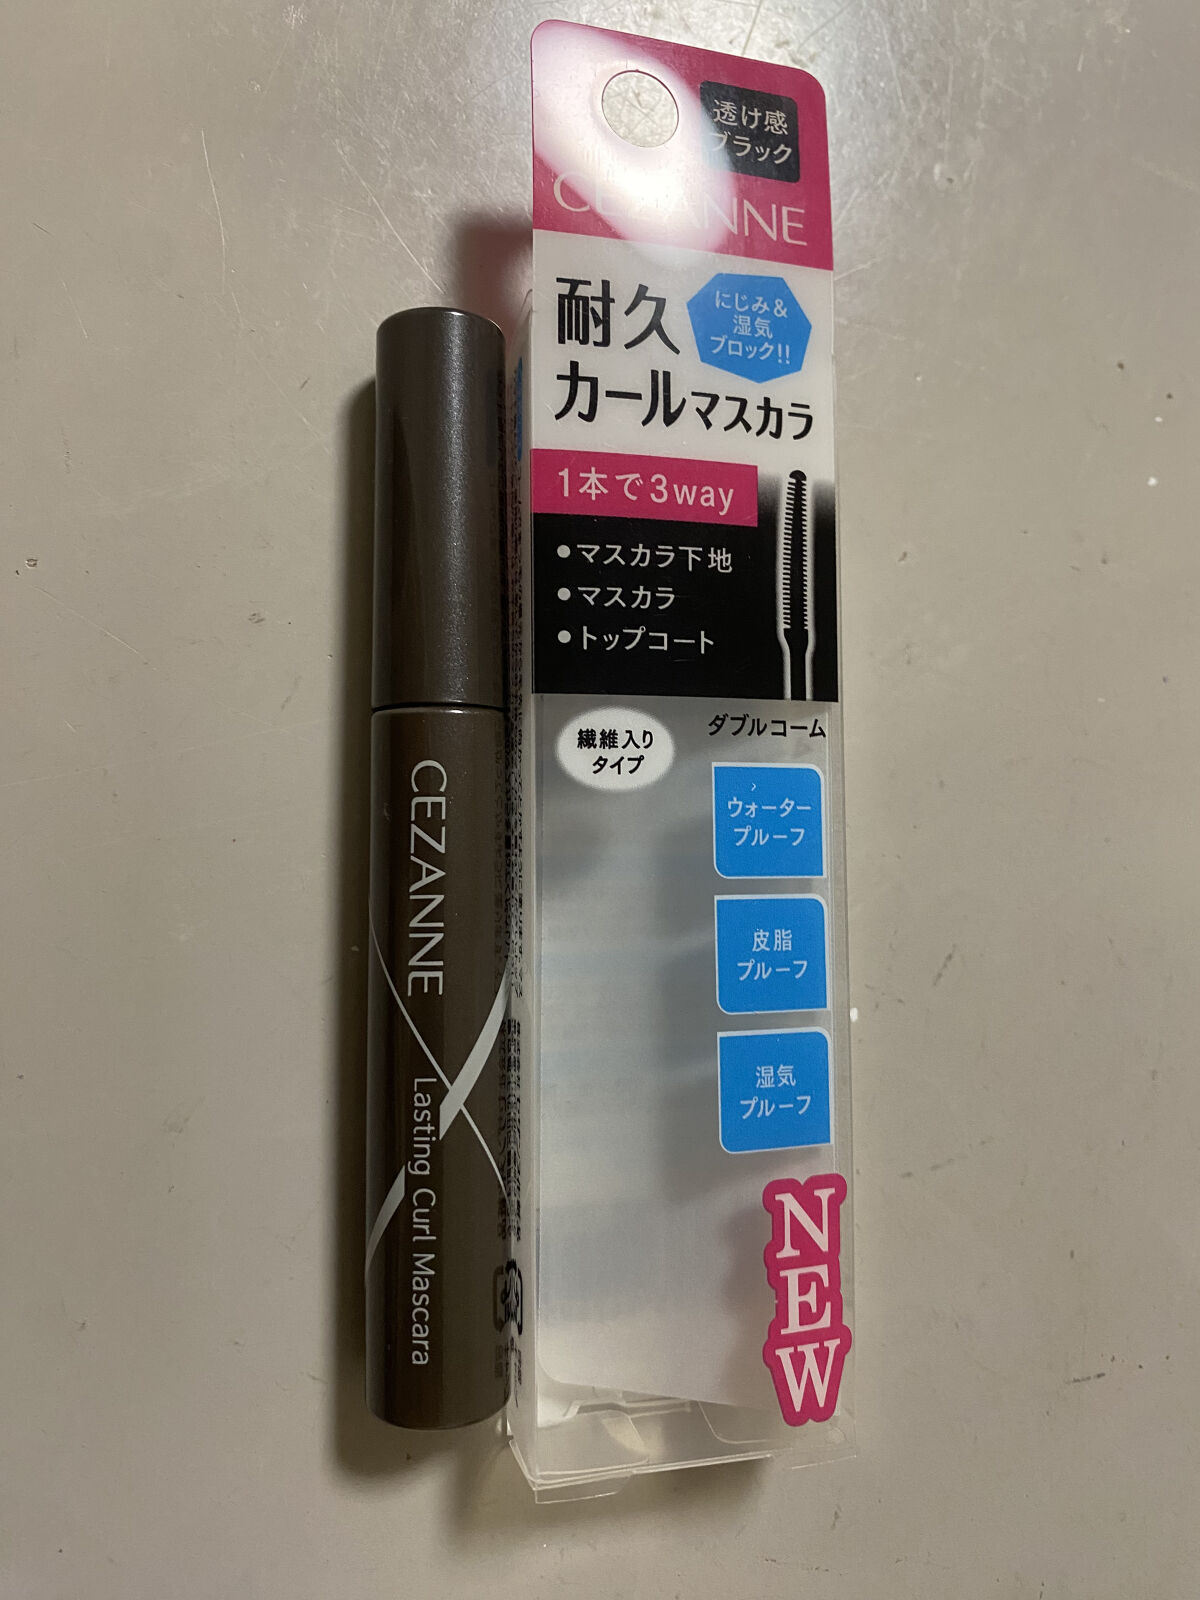 透け感
ブラック
CEZANNE
耐久
カールマスカラ
にじみ&
湿気
ブロック!!
1本で3way
●マスカラ下地
●マスカラ
●トップコート
ダブルコーム
繊維入り
タイプ
ウォーター
プルーフ
皮脂
プルーフ
湿気
プルーフ
NEW
CEZANNE
Lasting Curl Mascara